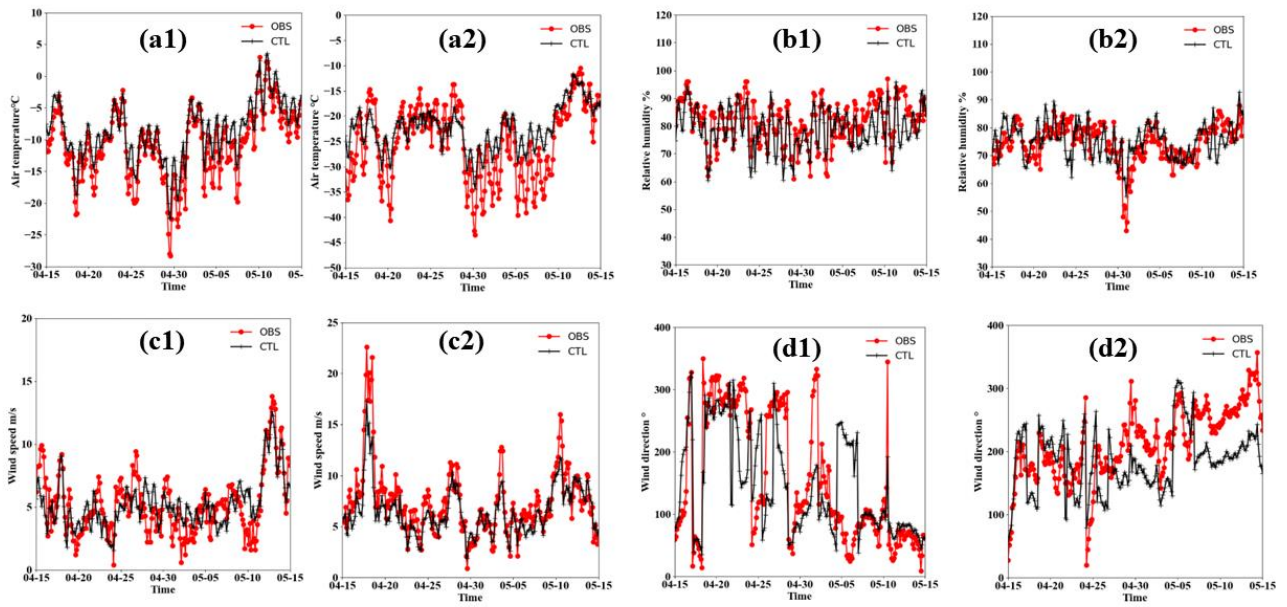 (a1)
OBS
CTL
Air temperature°C
10
5
0
−5
−10
−15
−20
−25
−30
04-15 04-20 04-25 04-30 05-05 05-10 05-
Time
(a2)
OBS
CTL
Air temperature °C
0
−5
−10
−15
−20
−25
−30
−35
−40
−45
−50
04-15 04-20 04-25 04-30 05-05 05-10 05-15
Time
(b1)
OBS
CTL
Relative humidity %
120
110
100
90
80
70
60
50
40
30
04-15 04-20 04-25 04-30 05-05 05-10 05-15
Time
(b2)
OBS
CTL
Relative humidity %
120
110
100
90
80
70
60
50
40
30
04-15 04-20 04-25 04-30 05-05 05-10 05-15
Time
(c1)
OBS
CTL
Wind speed m/s
20
15
10
5
0
04-15 04-20 04-25 04-30 05-05 05-10 05-15
Time
(c2)
OBS
CTL
Wind speed m/s
25
20
15
10
5
0
04-15 04-20 04-25 04-30 05-05 05-10 05-15
Time
(d1)
OBS
CTL
Wind direction °
400
300
200
100
0
04-15 04-20 04-25 04-30 05-05 05-10 05-15
Time
(d2)
OBS
CTL
Wind direction °
400
300
200
100
0
04-15 04-20 04-25 04-30 05-05 05-10 05-15
Time